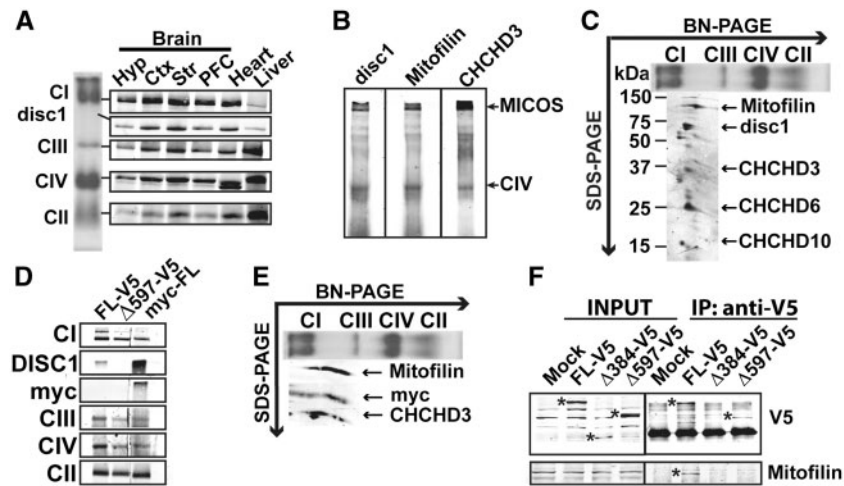 A
Brain
Hyp Ctx Str PFC Heart Liver
CI
disc1
CIII
CIV
CII
B
disc1 Mitofilin CHCHD3
MICOS
CIV
C
BN-PAGE
CI CIII CIV CII
kDa
150
75
50
37
25
15
SDS-PAGE
Mitofilin
disc1
CHCHD3
CHCHD6
CHCHD10
D
FL-V5 Δ597-V5 myc-FL
CI
DISC1
myc
CIII
CIV
CII
E
BN-PAGE
CI CIII CIV CII
SDS-PAGE
Mitofilin
myc
CHCHD3
F
INPUT IP: anti-V5
Mock FL-V5 Δ384-V5 Δ597-V5 Mock FL-V5 Δ384-V5 Δ597-V5
* * * * *
V5
*
Mitofilin